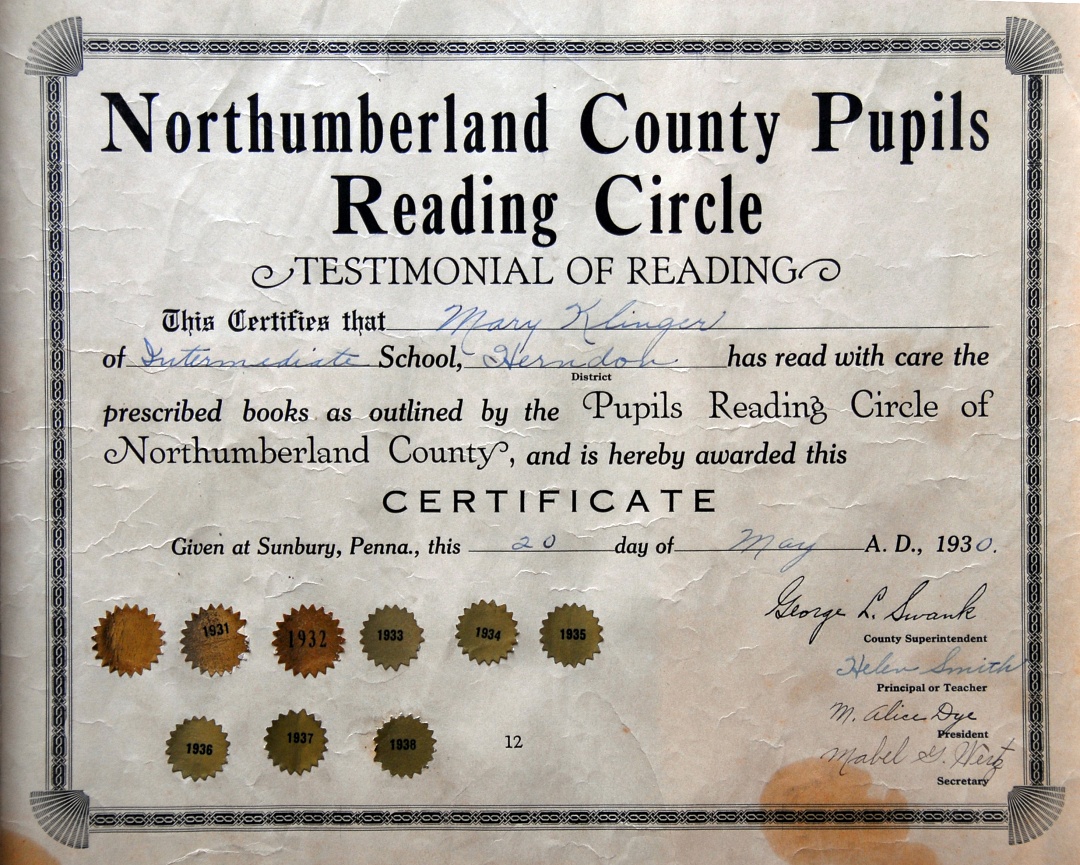 Northumberland County Pupils
Reading Circle
TESTIMONIAL OF READING
This Certifies that Mary Klinger
of Intermediate School, Herndon has read with care the
District
prescribed books as outlined by the Pupils Reading Circle of
Northumberland County, and is hereby awarded this
CERTIFICATE
Given at Sunbury, Penna., this 20 day of May A. D., 1930.
George L. Swank
County Superintendent
Helen Smith
Principal or Teacher
M. Alice Dye
President
Mabel G. Wertz
Secretary
1931 1932 1933 1934 1935
1936 1937 1938 12